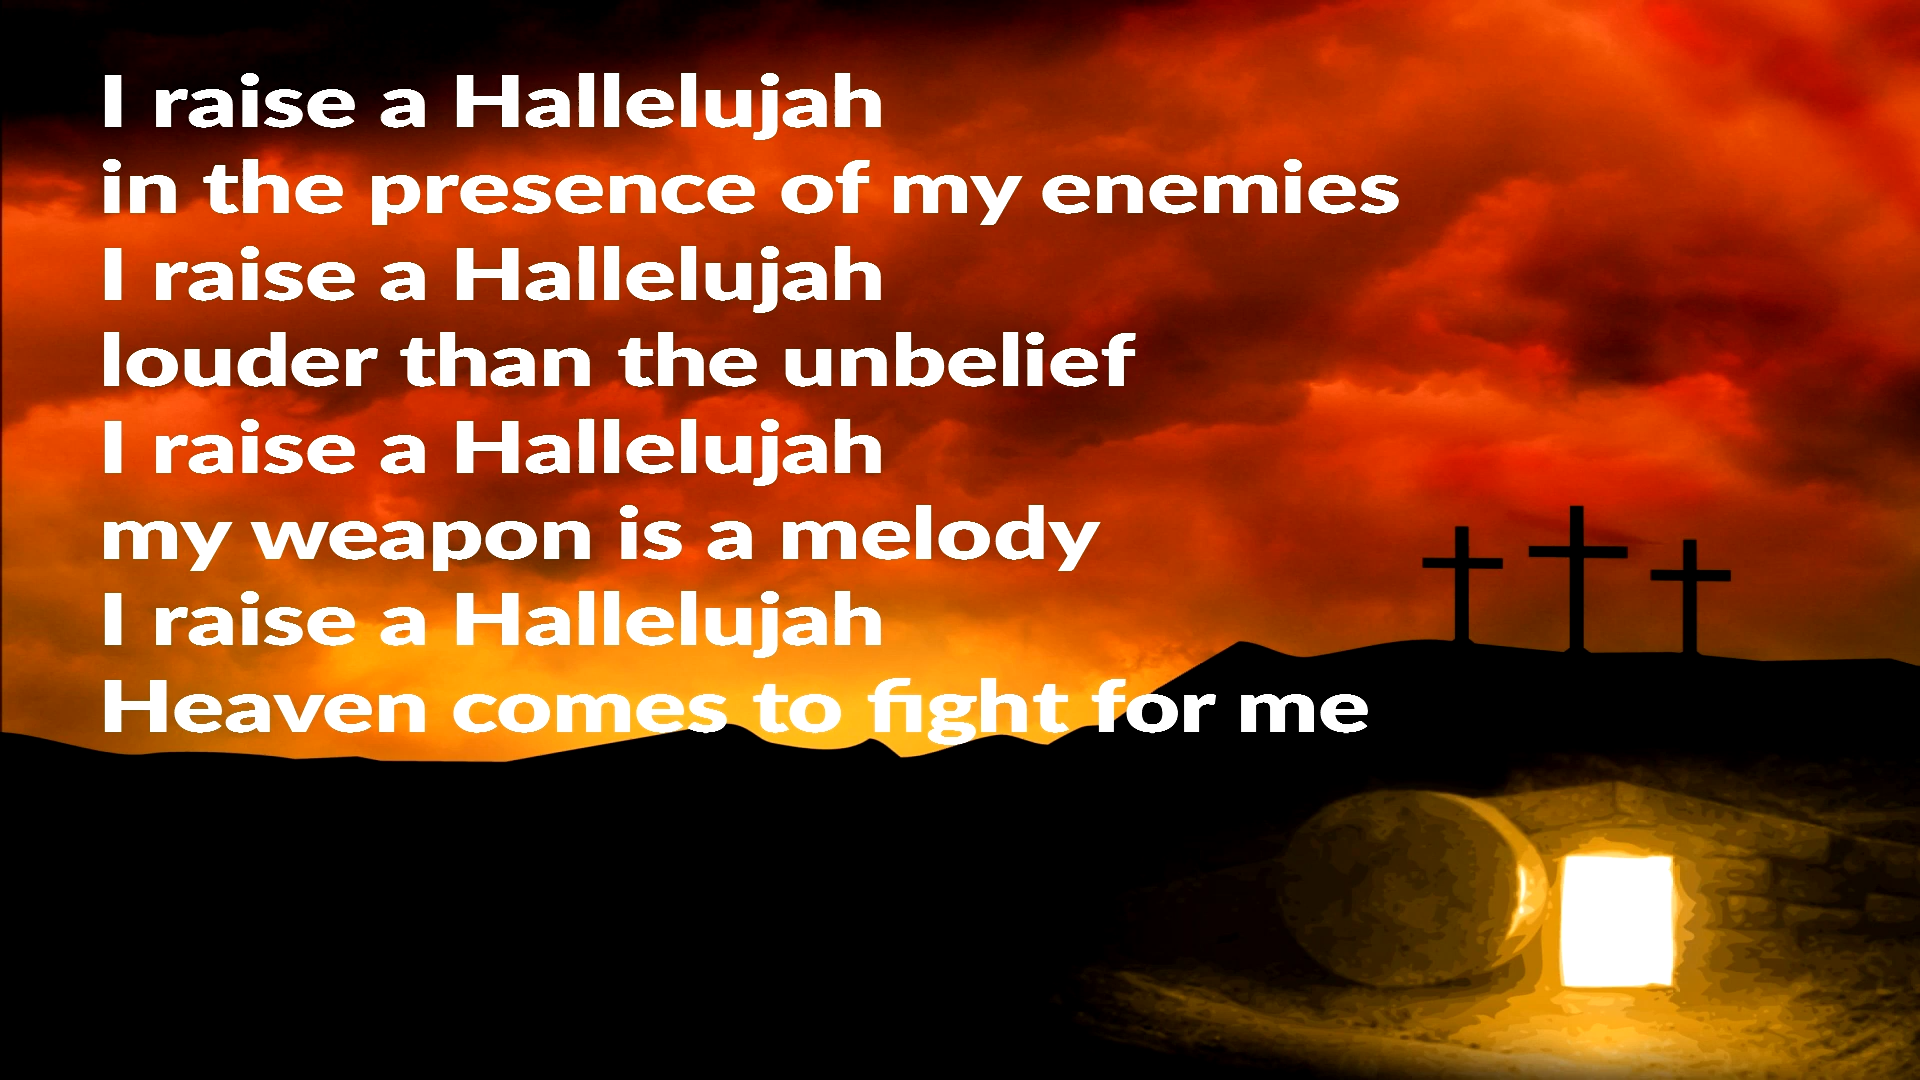 I raise a Hallelujah
in the presence of my enemies
I raise a Hallelujah
louder than the unbelief
I raise a Hallelujah
my weapon is a melody
I raise a Hallelujah
Heaven comes to fight for me